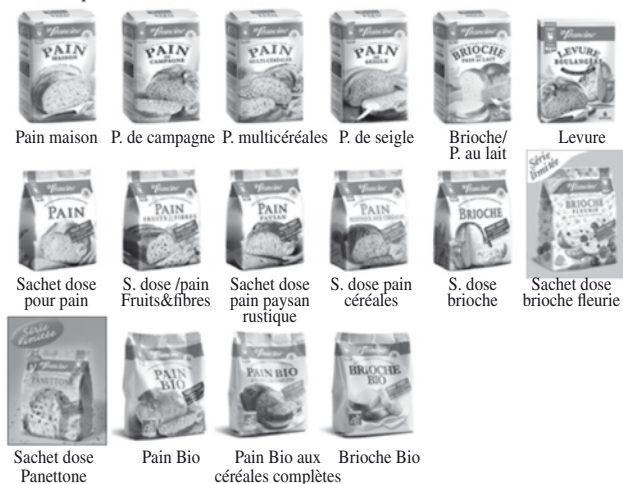 Francine Francine Francine Francine Francine Francine
PAIN PAIN PAIN PAIN BRIOCHE LEVURE
MAISON CAMPAGNE MULTICÉRÉALES SEIGLE PAIN AU LAIT BOULANGÈRE
Pain maison P. de campagne P. multicéréales P. de seigle Brioche/ Levure
P. au lait
Série
limitée
Francine Francine Francine Francine Francine Francine
PAIN PAIN PAIN PAIN BRIOCHE BRIOCHE
FRUITS & FIBRES PAYSAN FLEURIE
Sachet dose S. dose /pain Sachet dose S. dose pain S. dose Sachet dose
pour pain Fruits&fibres pain paysan céréales brioche brioche fleurie
rustique
Série
limitée
Francine Francine Francine Francine
PANETTONE PAIN PAIN BIO BRIOCHE
BIO BIO
Sachet dose Pain Bio Pain Bio aux Brioche Bio
Panettone céréales complètes